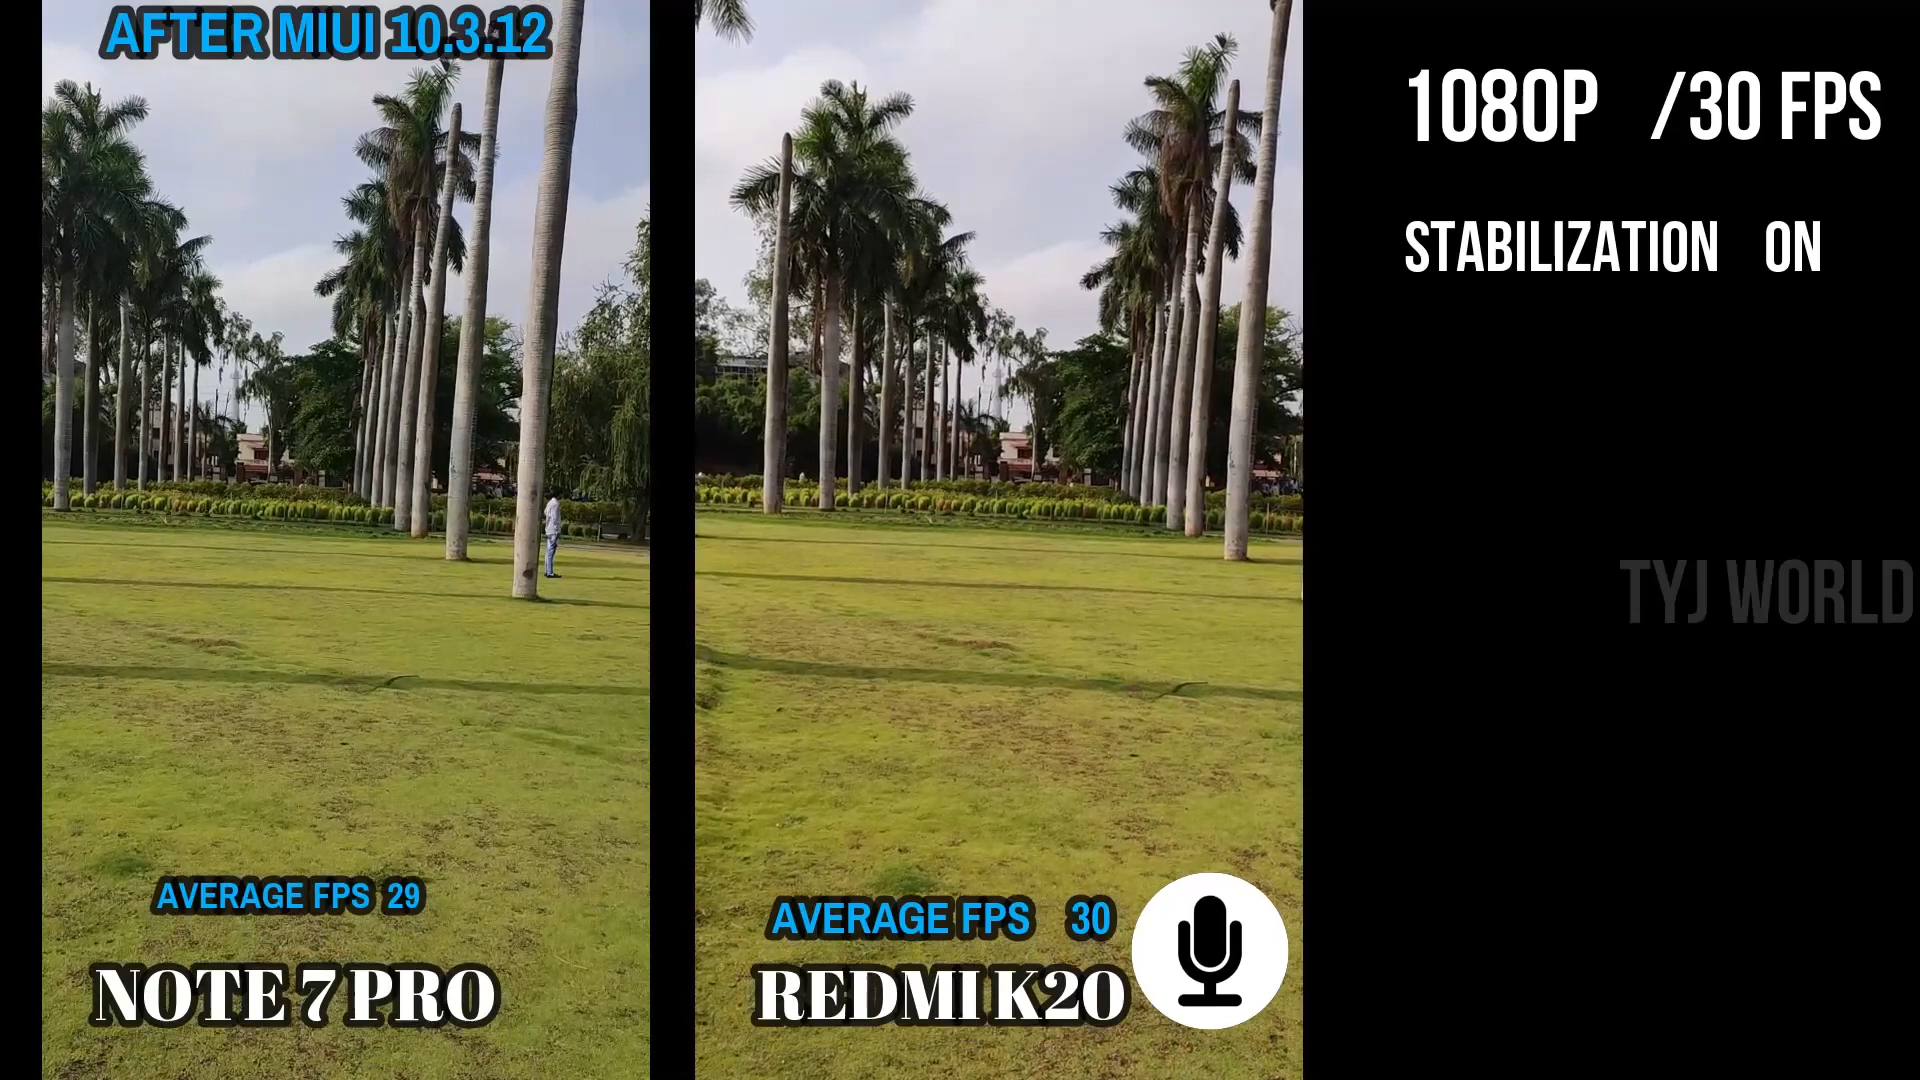 AFTER MIUI 10.3.12
1080P /30 FPS
STABILIZATION ON
TYJ WORLD
AVERAGE FPS 29
NOTE 7 PRO
AVERAGE FPS 30
REDMI K20